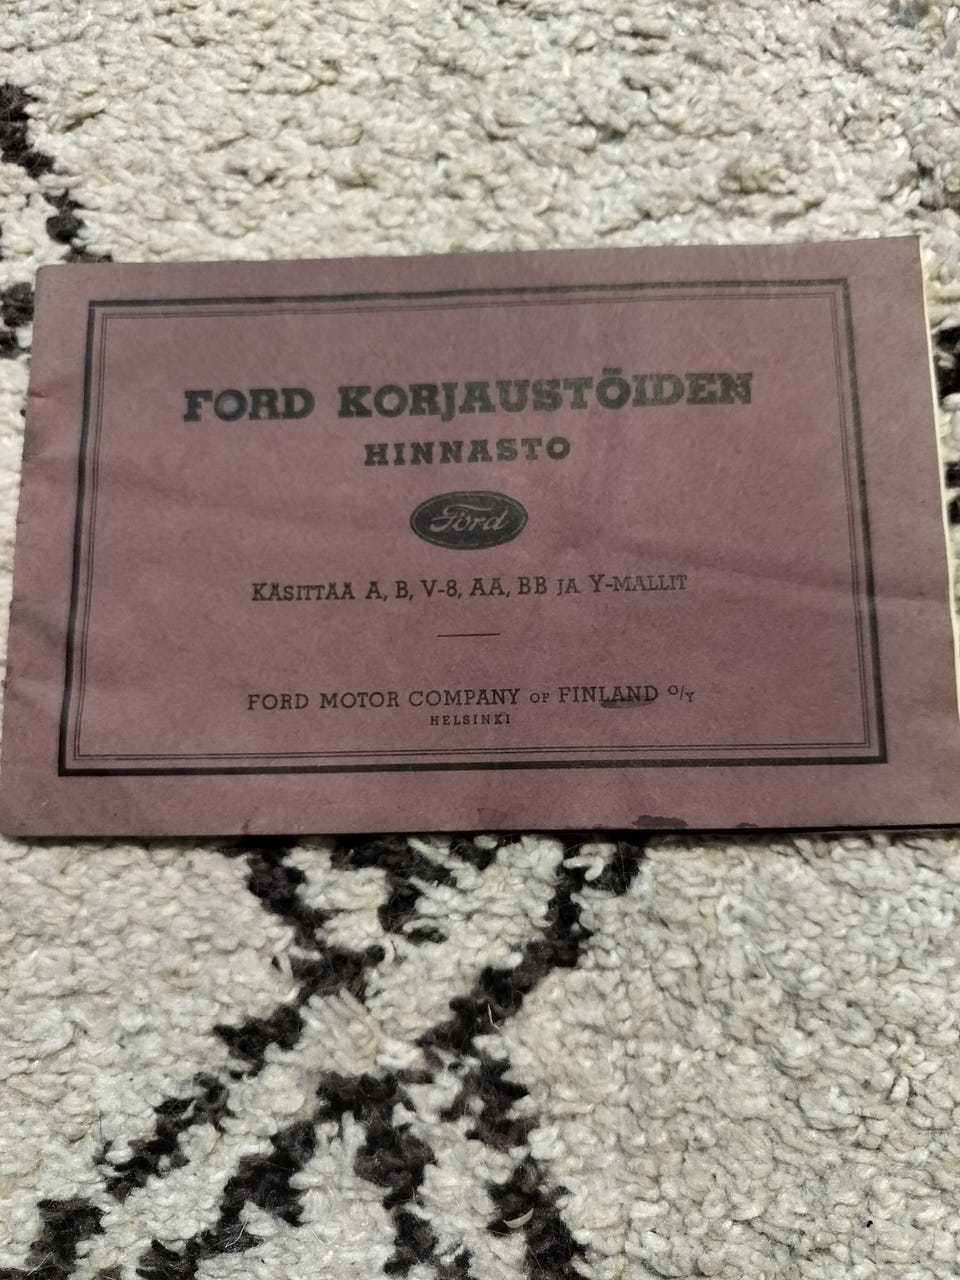 FORD KORJAUSTÖIDEN
HINNASTO
Ford
KÄSITTÄÄ A, B, V-8, AA, BB JA Y-MALLIT
FORD MOTOR COMPANY OF FINLAND O/Y
HELSINKI